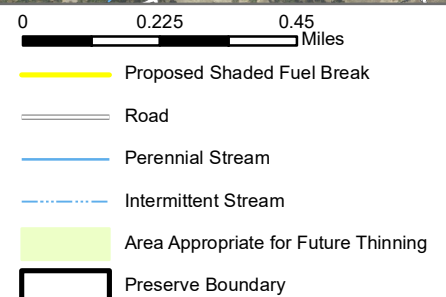 0 0.225 0.45
Miles
Proposed Shaded Fuel Break
Road
Perennial Stream
Intermittent Stream
Area Appropriate for Future Thinning
Preserve Boundary